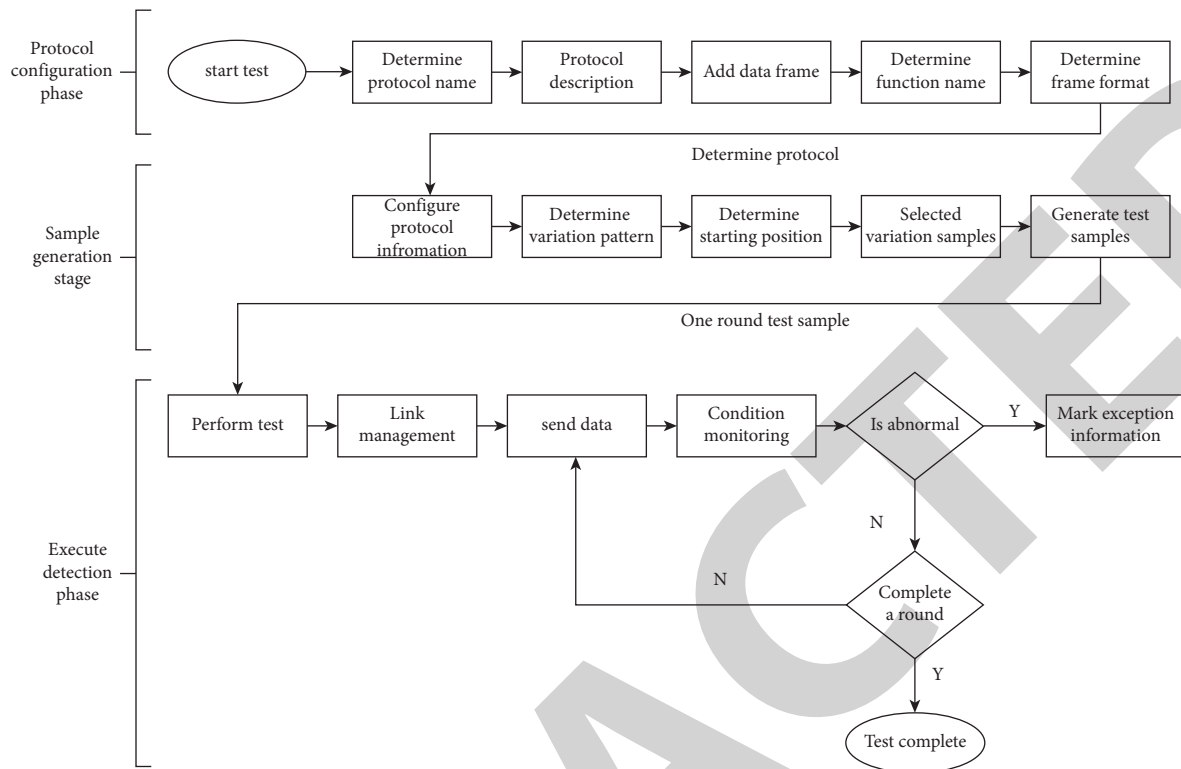 Protocol
configuration
phase
start test
Determine
protocol name
Protocol
description
Add data frame
Determine
function name
Determine
frame format
Determine protocol
Sample
generation
stage
Configure
protocol
infromation
Determine
variation pattern
Determine
starting position
Selected
variation samples
Generate test
samples
One round test sample
Execute
detection
phase
Perform test
Link
management
send data
Condition
monitoring
Is abnormal
Y
Mark exception
information
N
N
Complete
a round
Y
Test complete
ACTED